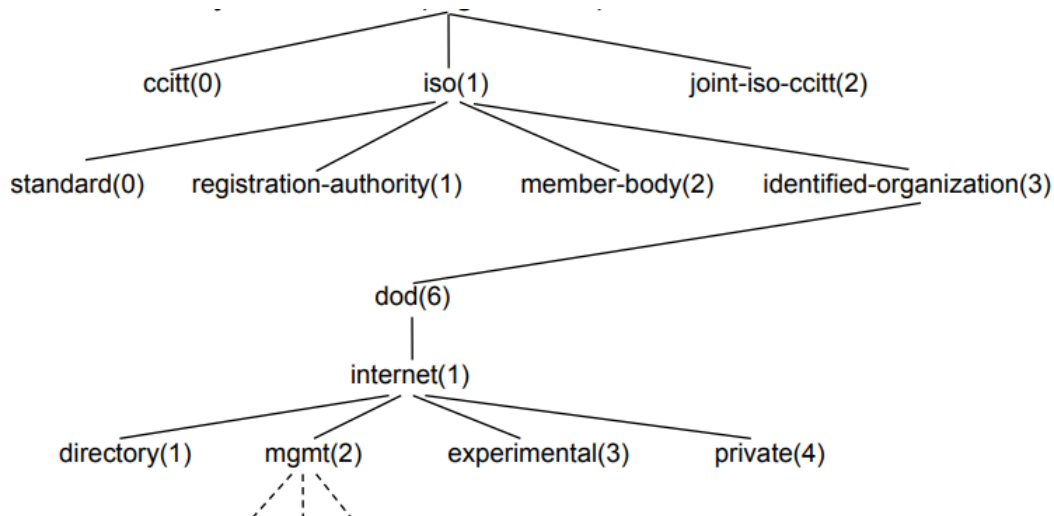 ccitt(0) iso(1) joint-iso-ccitt(2)
standard(0) registration-authority(1) member-body(2) identified-organization(3)
dod(6)
internet(1)
directory(1) mgmt(2) experimental(3) private(4)